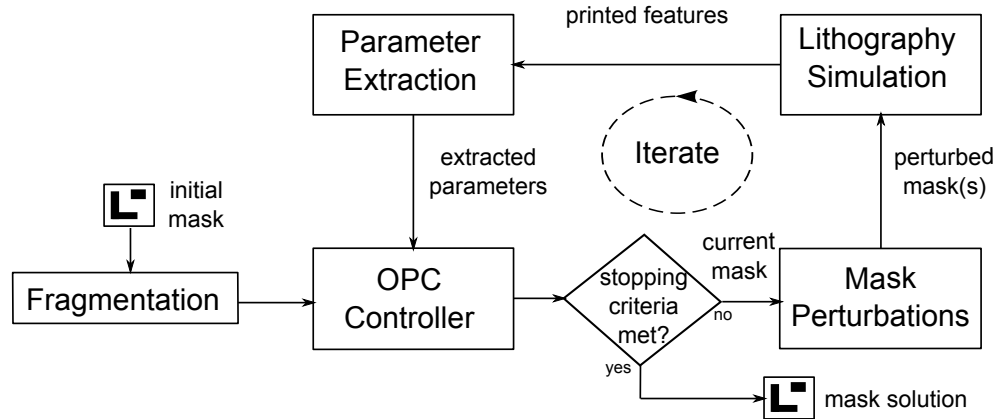 printed features
Parameter
Extraction
Lithography
Simulation
Iterate
extracted
parameters
perturbed
mask(s)
initial
mask
Fragmentation
OPC
Controller
stopping
criteria
met?
current
mask
no
yes
Mask
Perturbations
mask solution